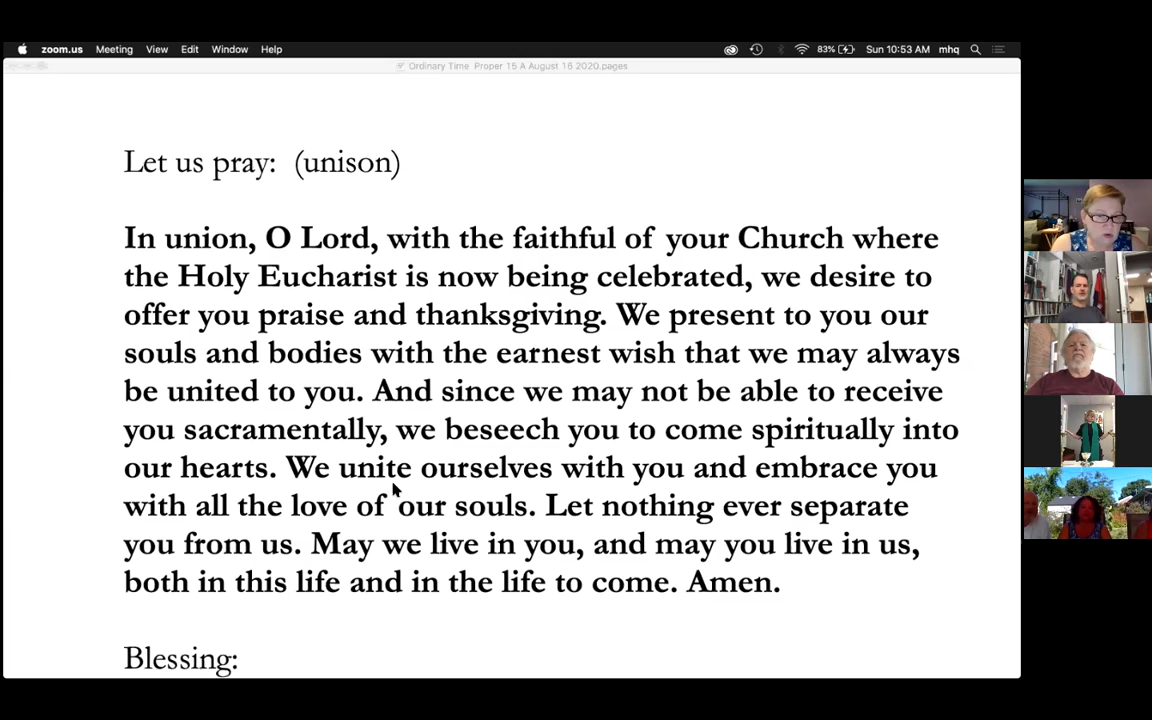 zoom.us Meeting View Edit Window Help 83% Sun 10:53 AM mhq
Ordinary Time Proper 15 A August 16 2020.pages
Let us pray: (unison)
In union, O Lord, with the faithful of your Church where
the Holy Eucharist is now being celebrated, we desire to
offer you praise and thanksgiving. We present to you our
souls and bodies with the earnest wish that we may always
be united to you. And since we may not be able to receive
you sacramentally, we beseech you to come spiritually into
our hearts. We unite ourselves with you and embrace you
with all the love of our souls. Let nothing ever separate
you from us. May we live in you, and may you live in us,
both in this life and in the life to come. Amen.
Blessing: